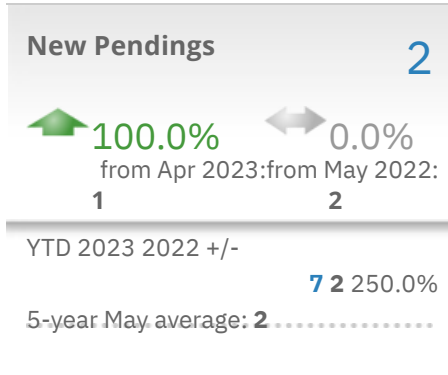 New Pendings 2
100.0% 0.0%
from Apr 2023: from May 2022:
1 2
YTD 2023 2022 +/-
7 2 250.0%
5-year May average: 2